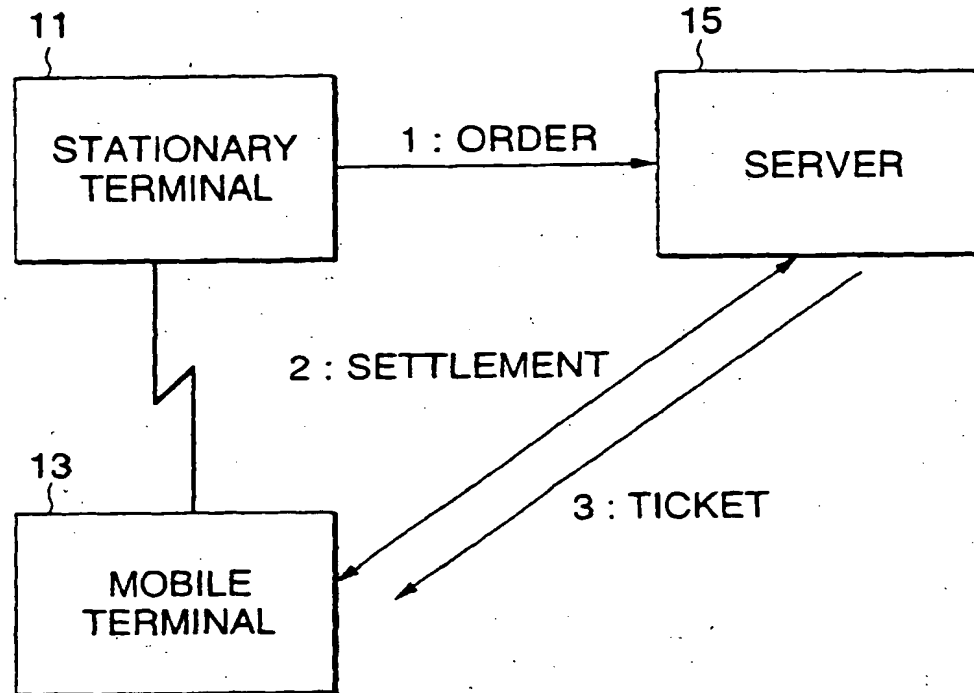 11
15
STATIONARY
TERMINAL
1 : ORDER
SERVER
2 : SETTLEMENT
13
3 : TICKET
MOBILE
TERMINAL